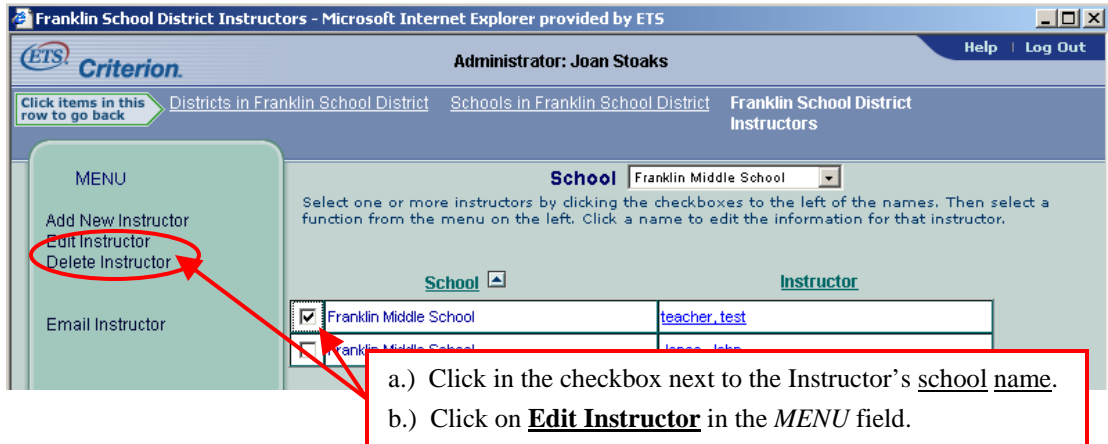 Franklin School District Instructors - Microsoft Internet Explorer provided by ETS
ETS Criterion.
Administrator: Joan Stoaks
Help | Log Out
Click items in this
row to go back
Districts in Franklin School District
Schools in Franklin School District
Franklin School District
Instructors
MENU
School Franklin Middle School
Select one or more instructors by clicking the checkboxes to the left of the names. Then select a
function from the menu on the left. Click a name to edit the information for that instructor.
Add New Instructor
Edit Instructor
Delete Instructor
Email Instructor
School
Instructor
Franklin Middle School
teacher, test
Franklin Middle School
a.) Click in the checkbox next to the Instructor’s school name.
b.) Click on Edit Instructor in the MENU field.